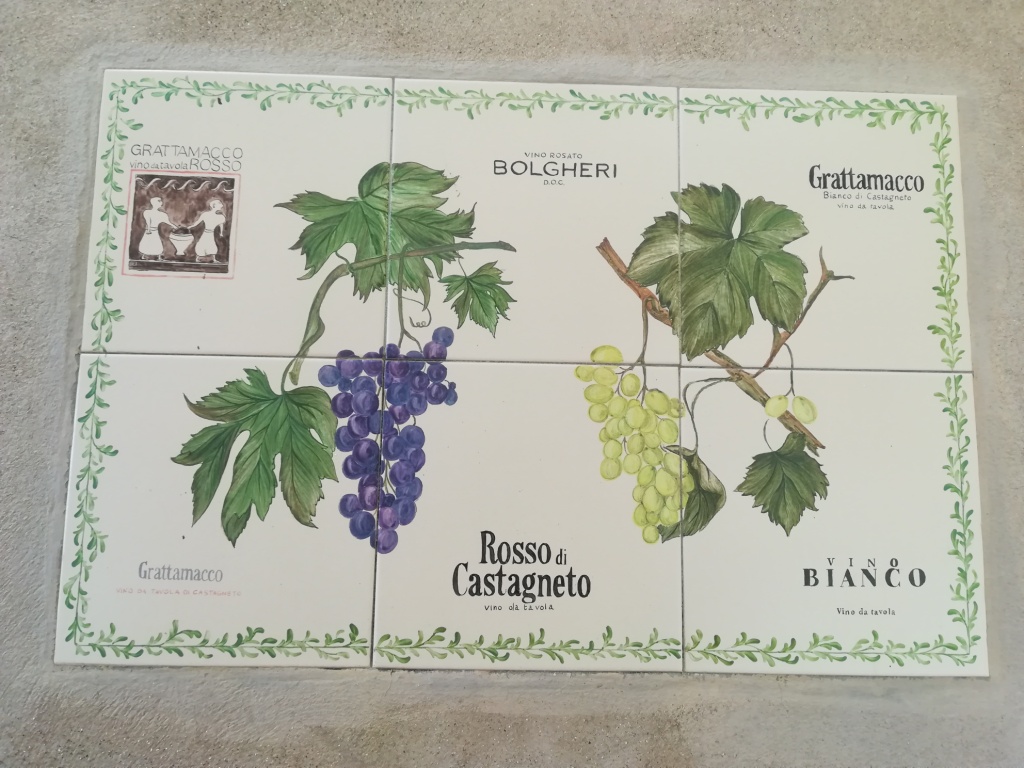 GRATTAMACCO
vino da tavola ROSSO
VINO ROSATO
BOLGHERI
D.O.C.
Grattamacco
Bianco di Castagneto
vino da tavola
Grattamacco
VINO DA TAVOLA DI CASTAGNETO
Rosso di
Castagneto
vino da tavola
VINO
BIANCO
Vino da tavola